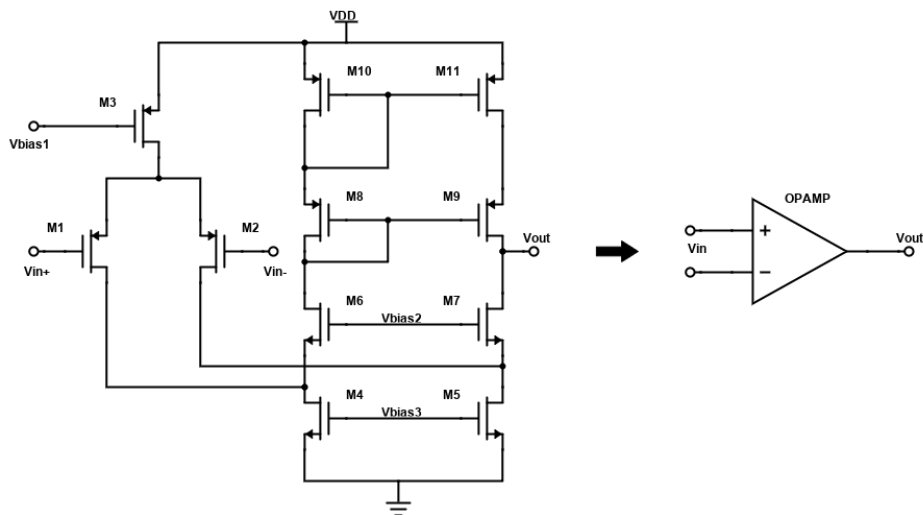 VDD
M10
M11
M3
Vbias1
M8
M9
M1
M2
OPAMP
Vin+
Vin-
Vout
Vin
+
−
Vout
M6
M7
Vbias2
M4
M5
Vbias3